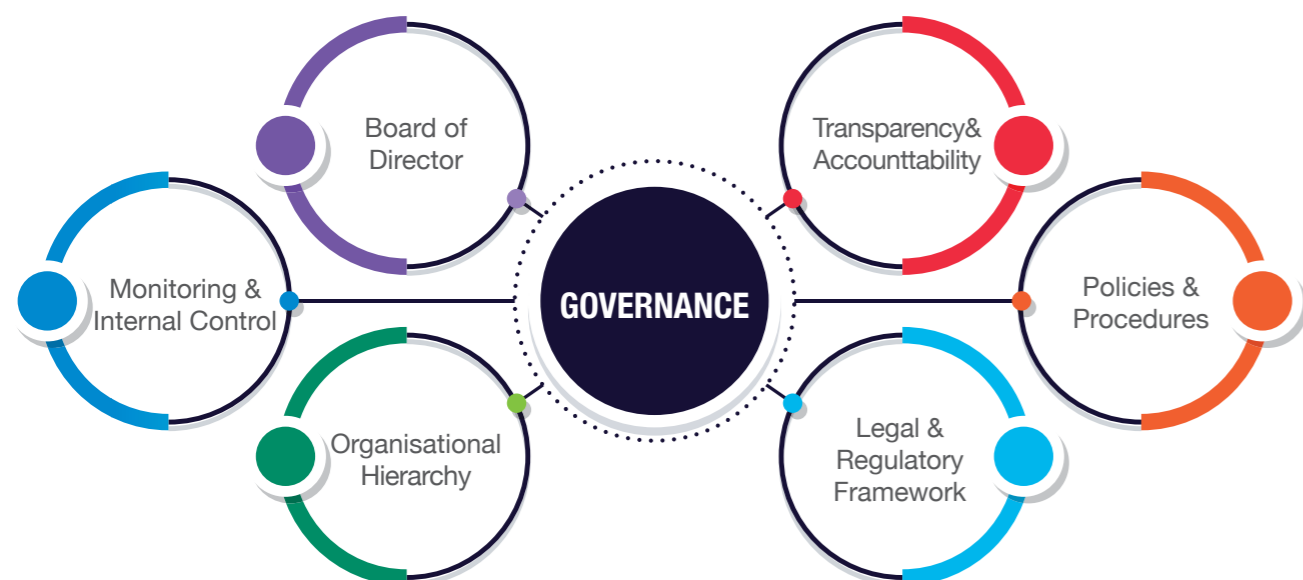 Board of
Director
Transparency&
Accounttability
Monitoring &
Internal Control
GOVERNANCE
Policies &
Procedures
Organisational
Hierarchy
Legal &
Regulatory
Framework